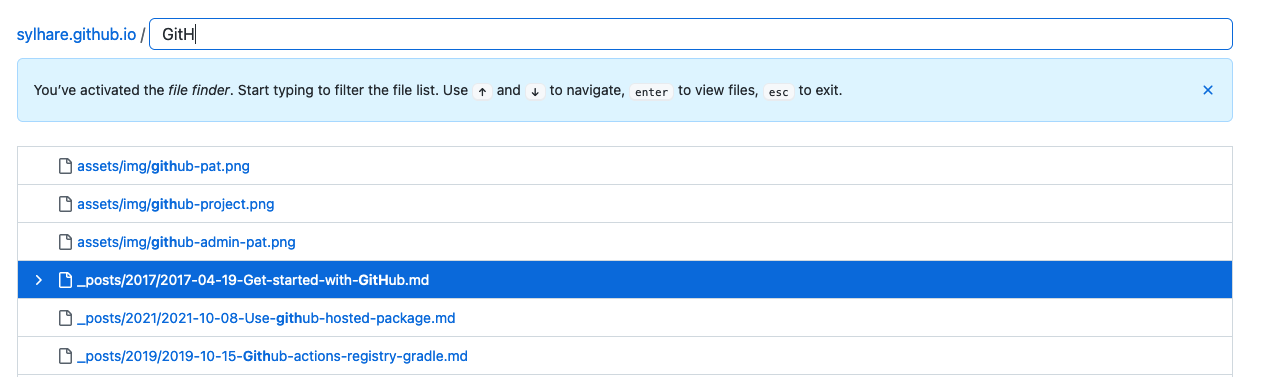 sylhare.github.io / GitH
You've activated the file finder. Start typing to filter the file list. Use ↑ and ↓ to navigate, enter to view files, esc to exit.
assets/img/github-pat.png
assets/img/github-project.png
assets/img/github-admin-pat.png
_posts/2017/2017-04-19-Get-started-with-GitHub.md
_posts/2021/2021-10-08-Use-github-hosted-package.md
_posts/2019/2019-10-15-Github-actions-registry-gradle.md